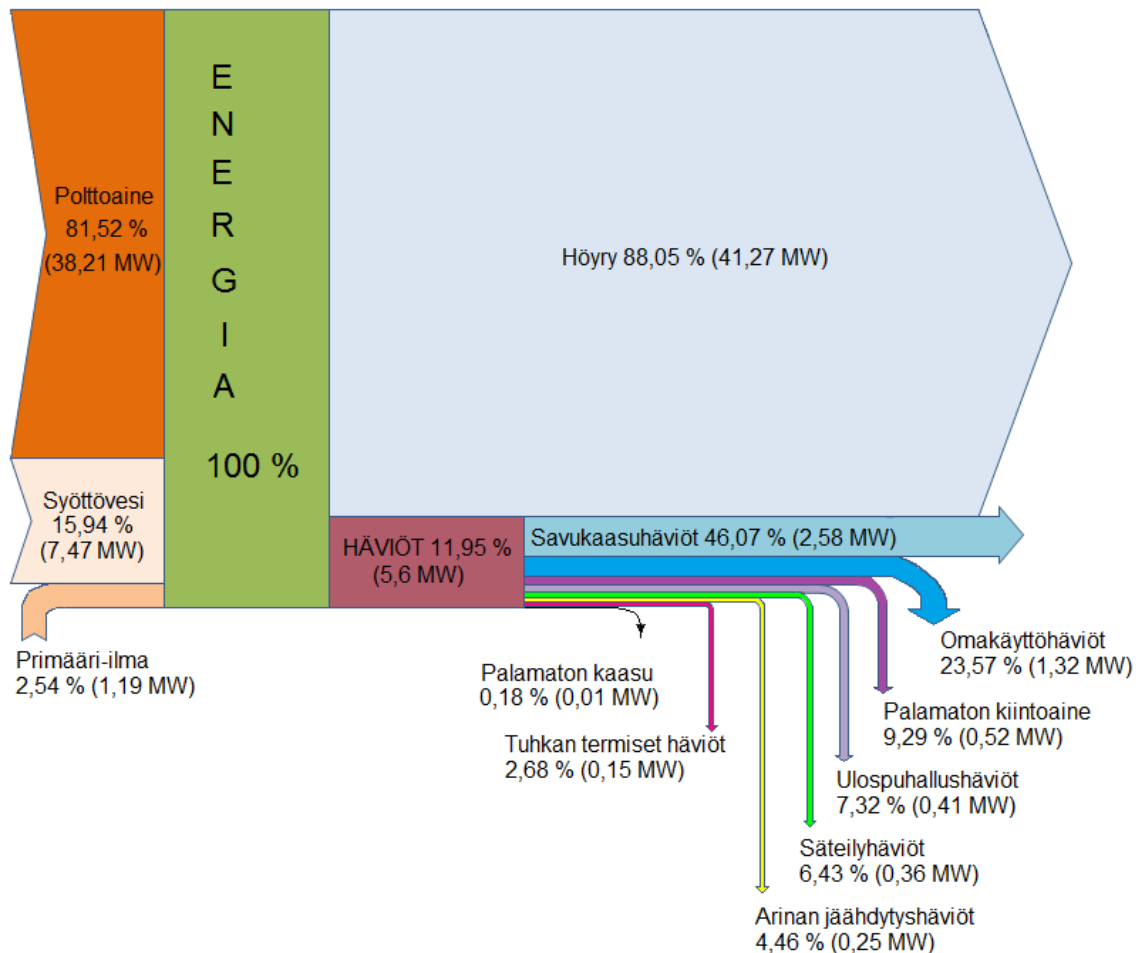 Polttoaine
81,52 %
(38,21 MW)
Syöttövesi
15,94 %
(7,47 MW)
Primääri-ilma
2,54 % (1,19 MW)
E
N
E
R
G
I
A
100 %
Höyry 88,05 % (41,27 MW)
HÄVIÖT 11,95 %
(5,6 MW)
Savukaasuhäviöt 46,07 % (2,58 MW)
Omakäyttöhäviöt
23,57 % (1,32 MW)
Palamaton kiintoaine
9,29 % (0,52 MW)
Ulospuhallushäviöt
7,32 % (0,41 MW)
Säteilyhäviöt
6,43 % (0,36 MW)
Arinan jäähdytyshäviöt
4,46 % (0,25 MW)
Tuhkan termiset häviöt
2,68 % (0,15 MW)
Palamaton kaasu
0,18 % (0,01 MW)